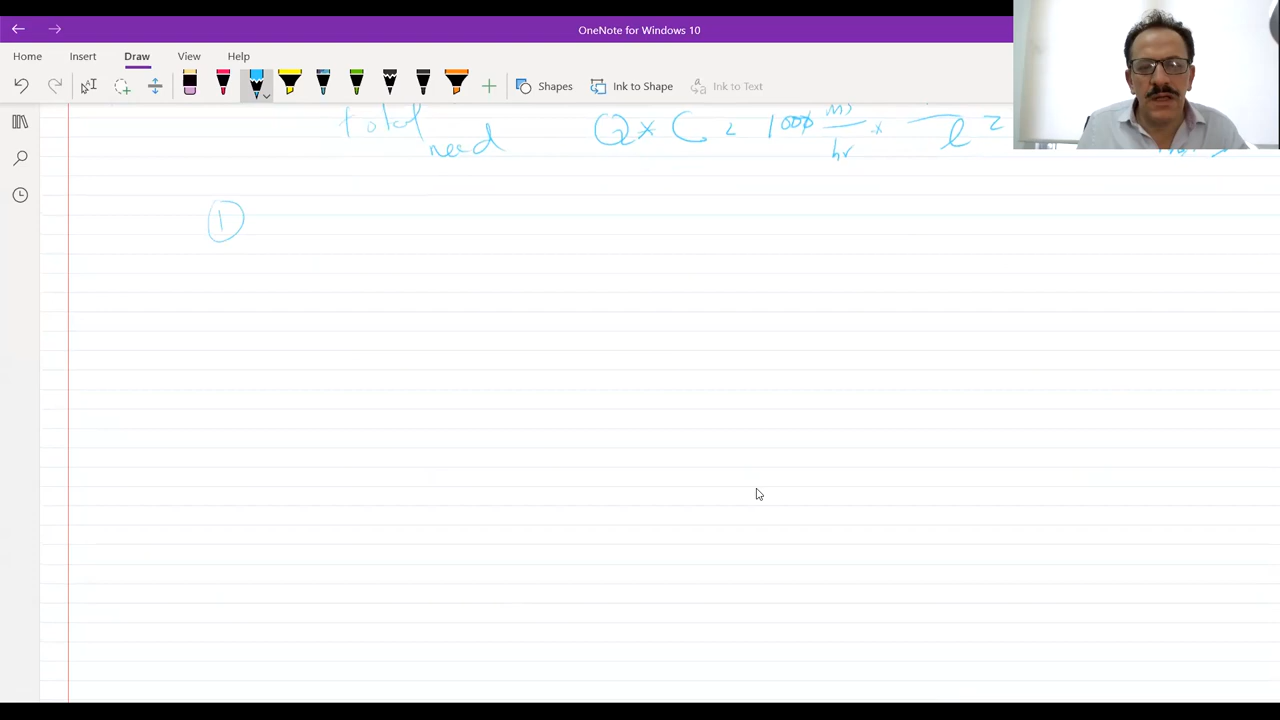 OneNote for Windows 10
Home Insert Draw View Help
Shapes Ink to Shape Ink to Text
total need Q × C = 1000 m3/hr × l =
①